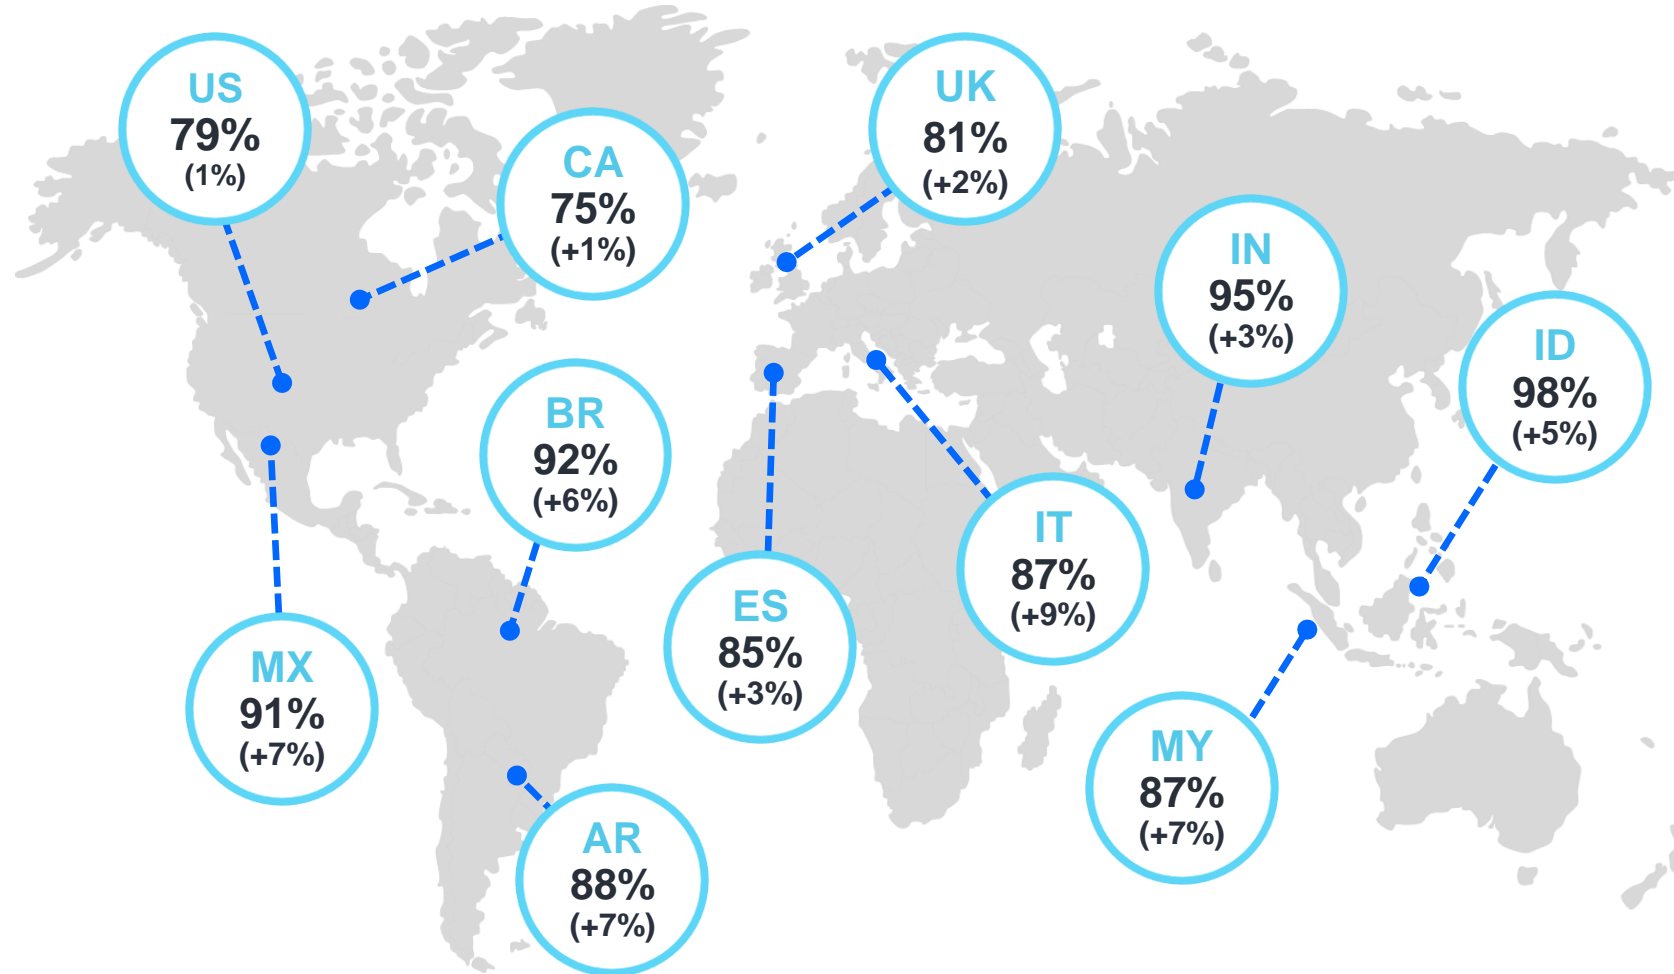 US
79%
(1%)
CA
75%
(+1%)
UK
81%
(+2%)
IN
95%
(+3%)
ID
98%
(+5%)
BR
92%
(+6%)
IT
87%
(+9%)
ES
85%
(+3%)
MX
91%
(+7%)
MY
87%
(+7%)
AR
88%
(+7%)